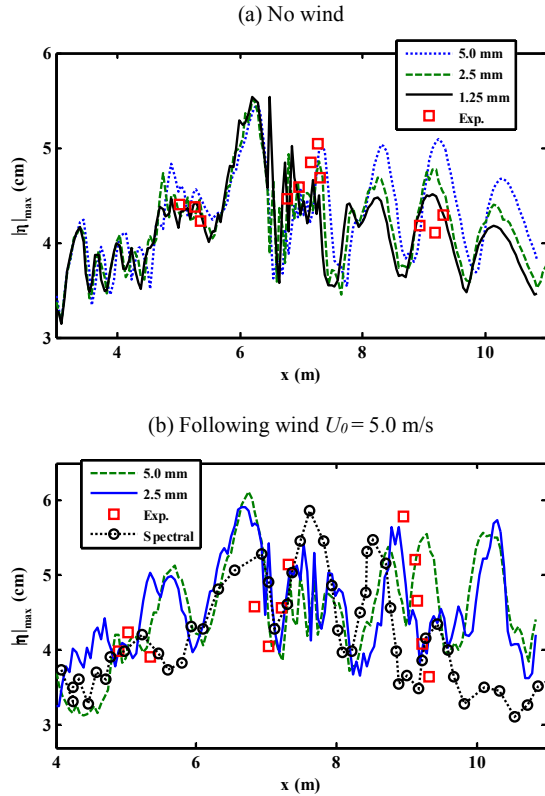 (a) No wind
6
5
4
3
|η|max (cm)
5.0 mm
2.5 mm
1.25 mm
Exp.
4
6
8
10
x (m)
(b) Following wind U0 = 5.0 m/s
6
5
4
3
|η|max (cm)
5.0 mm
2.5 mm
Exp.
Spectral
4
6
8
10
x (m)